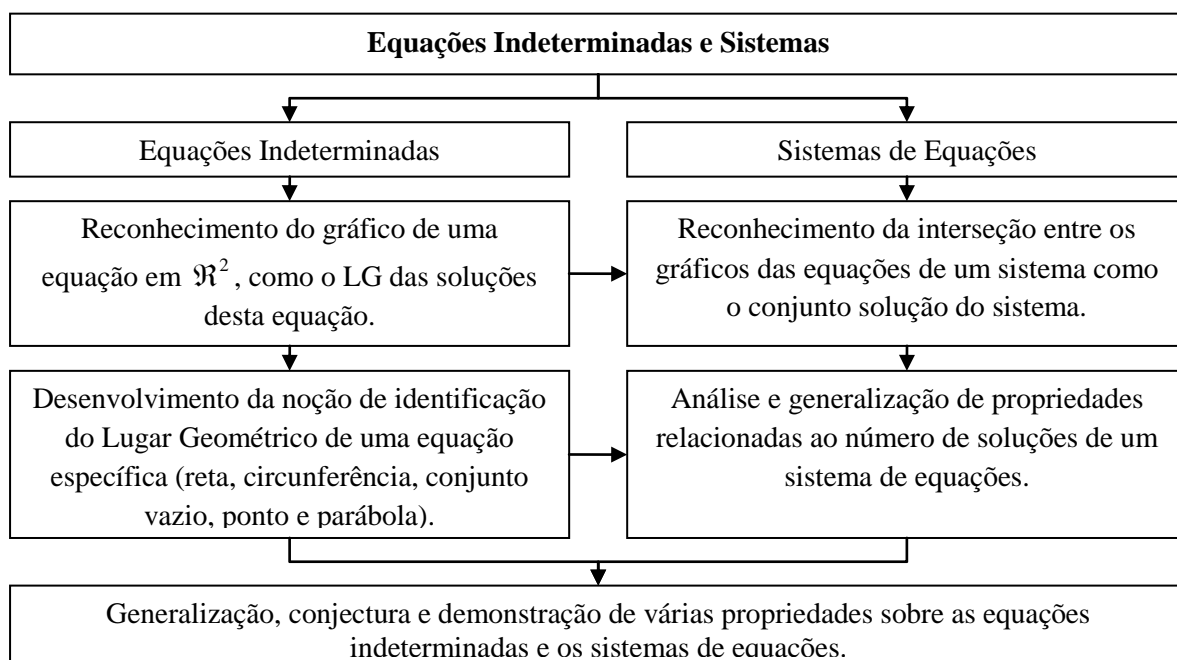 Equações Indeterminadas e Sistemas
Equações Indeterminadas
Sistemas de Equações
Reconhecimento do gráfico de uma
equação em ℜ², como o LG das soluções
desta equação.
Reconhecimento da interseção entre os
gráficos das equações de um sistema como
o conjunto solução do sistema.
Desenvolvimento da noção de identificação
do Lugar Geométrico de uma equação
específica (reta, circunferência, conjunto
vazio, ponto e parábola).
Análise e generalização de propriedades
relacionadas ao número de soluções de um
sistema de equações.
Generalização, conjectura e demonstração de várias propriedades sobre as equações
indeterminadas e os sistemas de equações.